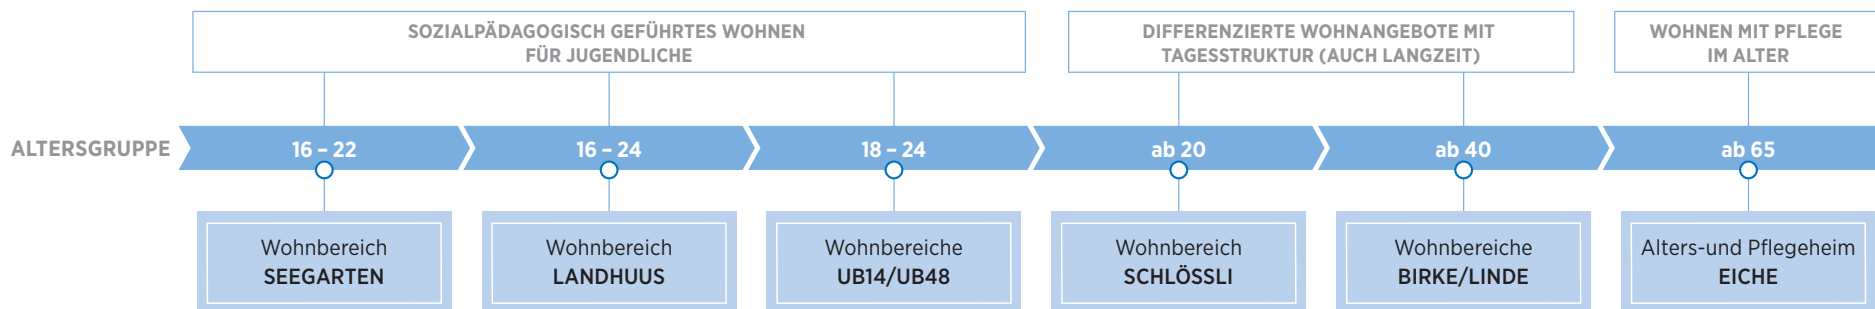 SOZIALPÄDAGOGISCH GEFÜHRTES WOHNEN
FÜR JUGENDLICHE
DIFFERENZIERTE WOHNANGEBOTE MIT
TAGESSTRUKTUR (AUCH LANGZEIT)
WOHNEN MIT PFLEGE
IM ALTER
ALTERSGRUPPE
16 – 22
16 – 24
18 – 24
ab 20
ab 40
ab 65
Wohnbereich
SEEGARTEN
Wohnbereich
LANDHUUS
Wohnbereiche
UB14/UB48
Wohnbereich
SCHLÖSSLI
Wohnbereiche
BIRKE/LINDE
Alters-und Pflegeheim
EICHE